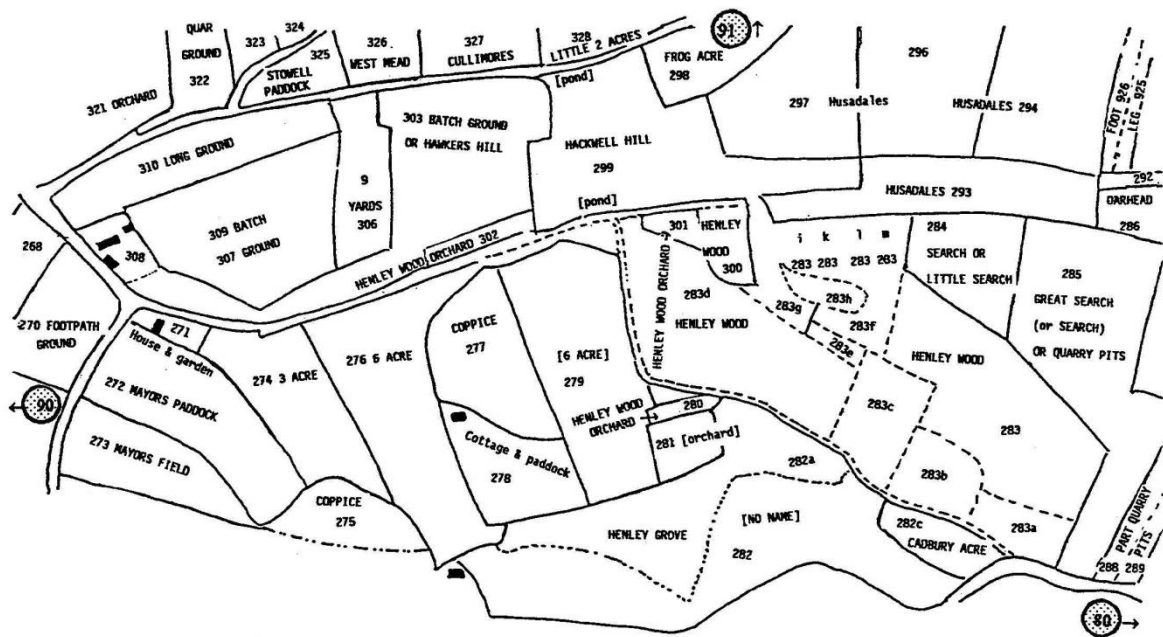 QUAR
GROUND
322
323
324
325
STOWELL
PADDOCK
326
WEST MEAD
327
CULLIMORES
328
LITTLE 2 ACRES
91
FROG ACRE
298
296
297 Husadales
HUSADALES 294
FOOT 926
LEG 925
292
OARHEAD
286
321 ORCHARD
310 LONG GROUND
303 BATCH GROUND
OR HAWKERS HILL
[pond]
HACKWELL HILL
299
9
YARDS
306
[pond]
HUSADALES 293
309 BATCH
307 GROUND
308
268
HENLEY WOOD ORCHARD 302
301
HENLEY
WOOD
300
i k l m
283 283 283 283
284
SEARCH OR
LITTLE SEARCH
285
GREAT SEARCH
(or SEARCH)
OR QUARRY PITS
HENLEY WOOD ORCHARD
283d
HENLEY WOOD
283g
283h
283f
283e
HENLEY WOOD
283
270 FOOTPATH
GROUND
271
House & garden
272 MAYORS PADDOCK
273 MAYORS FIELD
90
274 3 ACRE
276 6 ACRE
COPPICE
277
[6 ACRE]
279
HENLEY WOOD
ORCHARD
280
281 [orchard]
Cottage & paddock
278
COPPICE
275
283c
283b
283a
282a
HENLEY GROVE
[NO NAME]
282
282c
CADBURY ACRE
PART QUARRY
PITS
288
289
80